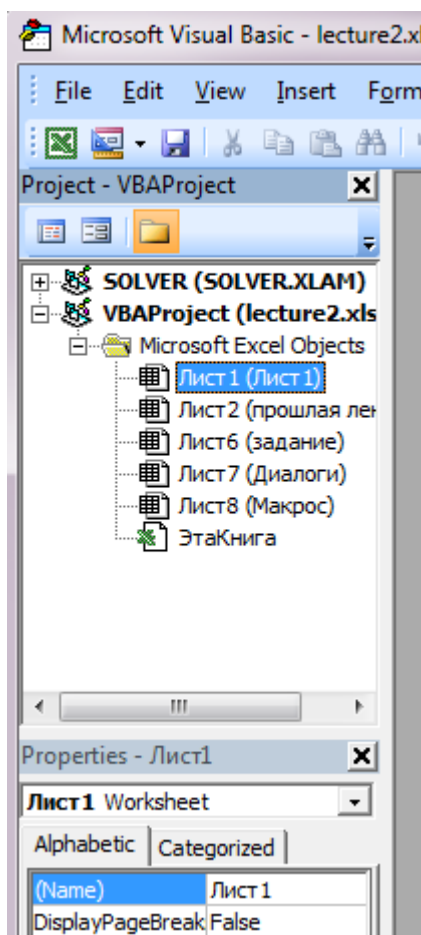 Microsoft Visual Basic - lecture2.x
File Edit View Insert Form
Project - VBAProject
SOLVER (SOLVER.XLAM)
VBAProject (lecture2.xls
Microsoft Excel Objects
Лист1 (Лист1)
Лист2 (прошлая лек
Лист6 (задание)
Лист7 (Диалоги)
Лист8 (Макрос)
ЭтаКнига
Properties - Лист1
Лист1 Worksheet
Alphabetic Categorized
(Name) Лист1
DisplayPageBreak False